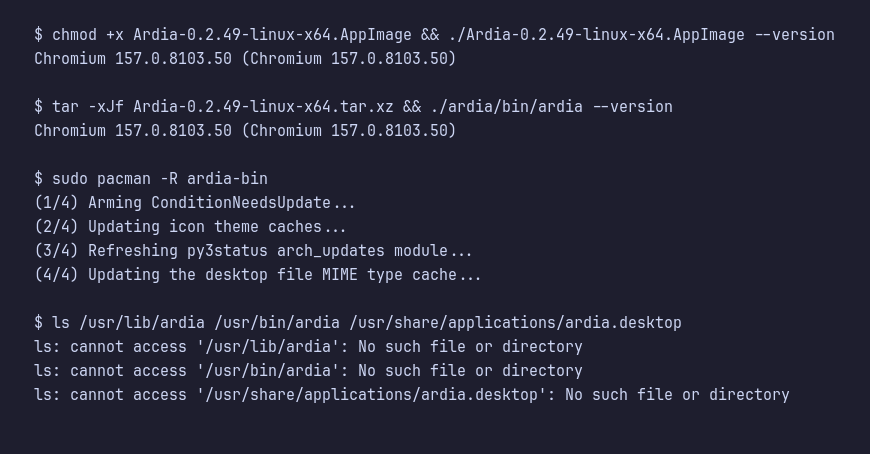 $ chmod +x Ardia-0.2.49-linux-x64.AppImage && ./Ardia-0.2.49-linux-x64.AppImage --version
Chromium 157.0.8103.50 (Chromium 157.0.8103.50)
$ tar -xJf Ardia-0.2.49-linux-x64.tar.xz && ./ardia/bin/ardia --version
Chromium 157.0.8103.50 (Chromium 157.0.8103.50)
$ sudo pacman -R ardia-bin
(1/4) Arming ConditionNeedsUpdate...
(2/4) Updating icon theme caches...
(3/4) Refreshing py3status arch_updates module...
(4/4) Updating the desktop file MIME type cache...
$ ls /usr/lib/ardia /usr/bin/ardia /usr/share/applications/ardia.desktop
ls: cannot access '/usr/lib/ardia': No such file or directory
ls: cannot access '/usr/bin/ardia': No such file or directory
ls: cannot access '/usr/share/applications/ardia.desktop': No such file or directory